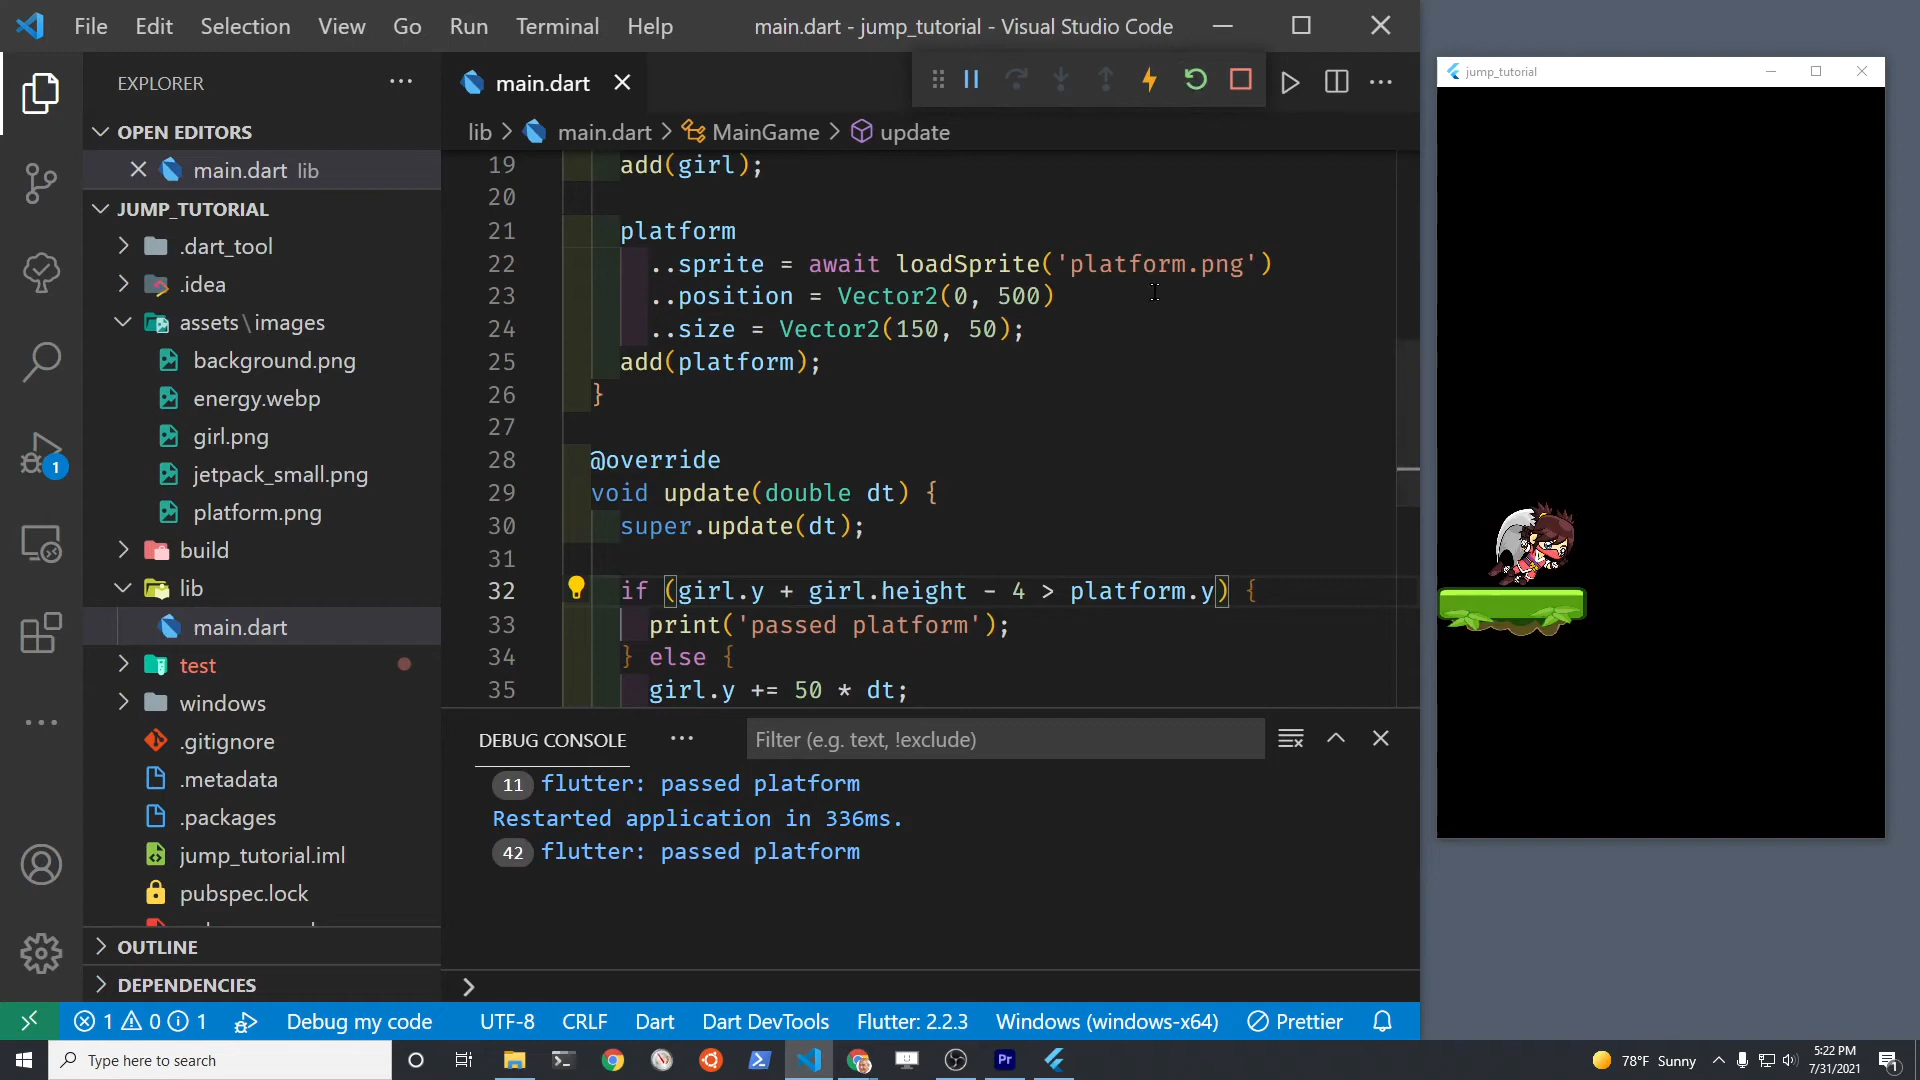 File Edit Selection View Go Run Terminal Help main.dart - jump_tutorial - Visual Studio Code
EXPLORER
OPEN EDITORS
main.dart lib
JUMP_TUTORIAL
.dart_tool
.idea
assets\images
background.png
energy.webp
girl.png
jetpack_small.png
platform.png
build
lib
main.dart
test
windows
.gitignore
.metadata
.packages
jump_tutorial.iml
pubspec.lock
OUTLINE
DEPENDENCIES
1
main.dart
lib > main.dart > MainGame > update
19 add(girl);
20
21 platform
22 ..sprite = await loadSprite('platform.png')
23 ..position = Vector2(0, 500)
24 ..size = Vector2(150, 50);
25 add(platform);
26 }
27
28 @override
29 void update(double dt) {
30 super.update(dt);
31
32 if (girl.y + girl.height - 4 > platform.y) {
33 print('passed platform');
34 } else {
35 girl.y += 50 * dt;
DEBUG CONSOLE Filter (e.g. text, !exclude)
11 flutter: passed platform
Restarted application in 336ms.
42 flutter: passed platform
>
1 0 1 Debug my code UTF-8 CRLF Dart Dart DevTools Flutter: 2.2.3 Windows (windows-x64) Prettier
jump_tutorial
Type here to search
Pr
78°F Sunny
5:22 PM
7/31/2021
1